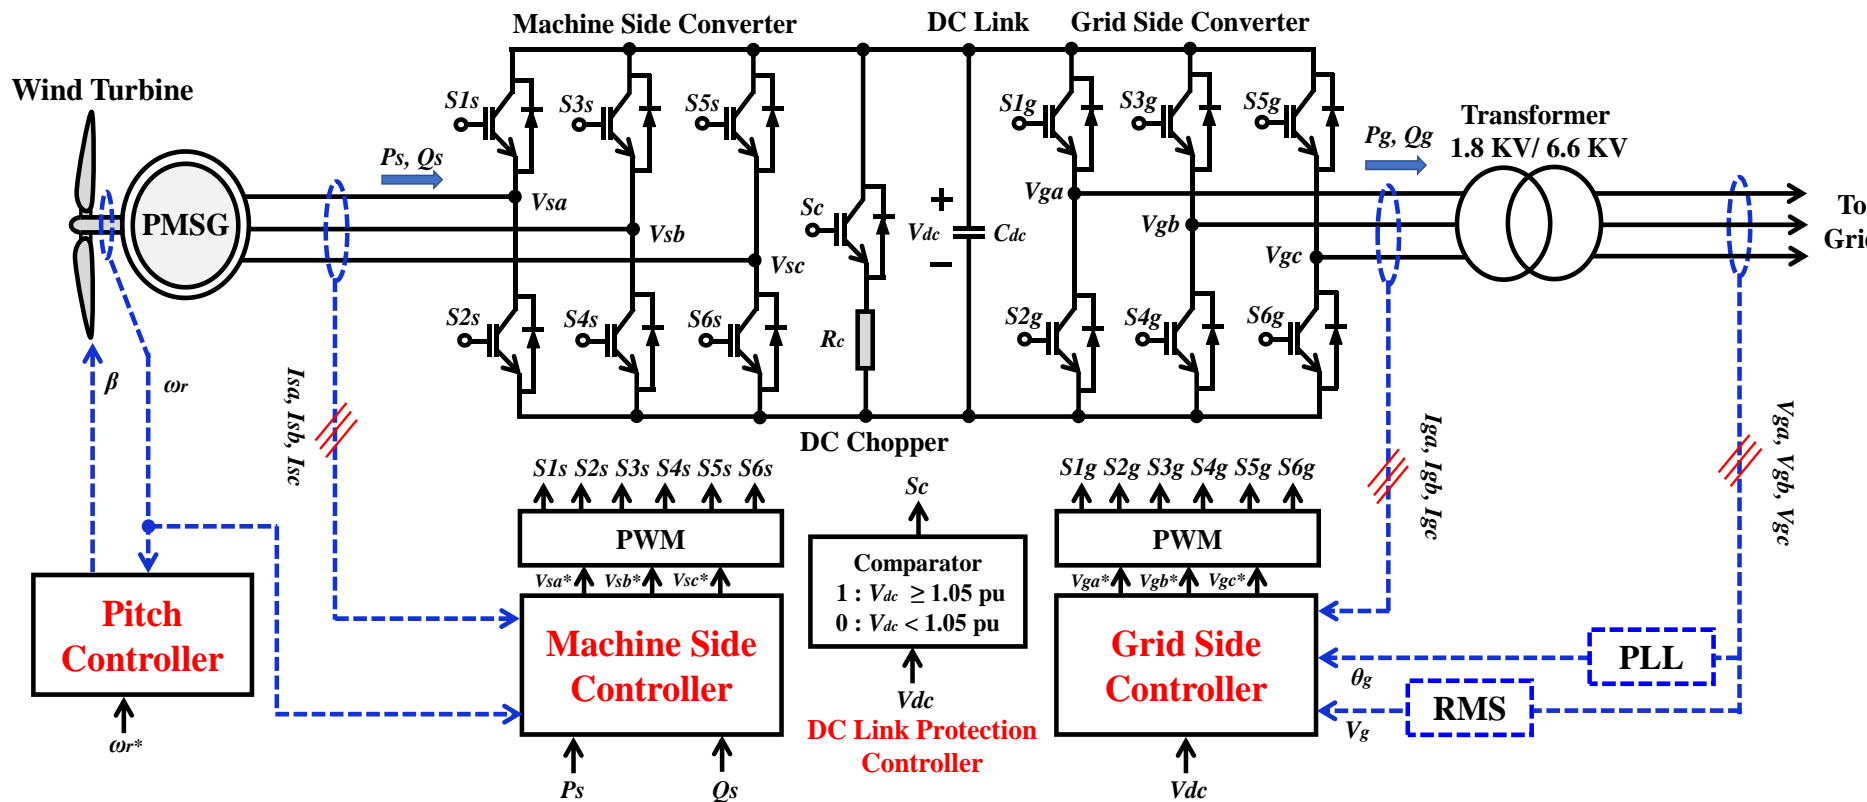 Machine Side Converter
DC Link
Grid Side Converter
Wind Turbine
S1s
S3s
S5s
S1g
S3g
S5g
Transformer
1.8 KV/ 6.6 KV
Ps, Qs
Pg, Qg
PMSG
Vsa
Vsb
Vsc
Sc
+
Vdc
−
Cdc
Vga
Vgb
Vgc
To
S2s
S4s
S6s
Rc
S2g
S4g
S6g
β
ωr
Isa, Isb, Isc
Iga, Igb, Igc
Vga, Vgb, Vgc
DC Chopper
S1s S2s S3s S4s S5s S6s
Sc
S1g S2g S3g S4g S5g S6g
PWM
PWM
Comparator
1 : Vdc ≥ 1.05 pu
0 : Vdc < 1.05 pu
Vsa* Vsb* Vsc*
Vga* Vgb* Vgc*
Pitch
Controller
Machine Side
Controller
Grid Side
Controller
PLL
θg
RMS
Vg
Vdc
DC Link Protection
Controller
ωr*
Ps
Qs
Vdc